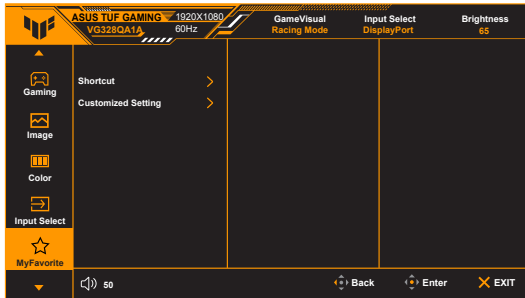 ASUS TUF GAMING 1920X1080 GameVisual Input Select Brightness
VG328QA1A 60Hz Racing Mode DisplayPort 65
Gaming
Shortcut
Customized Setting
Image
Color
Input Select
MyFavorite
50 Back Enter EXIT